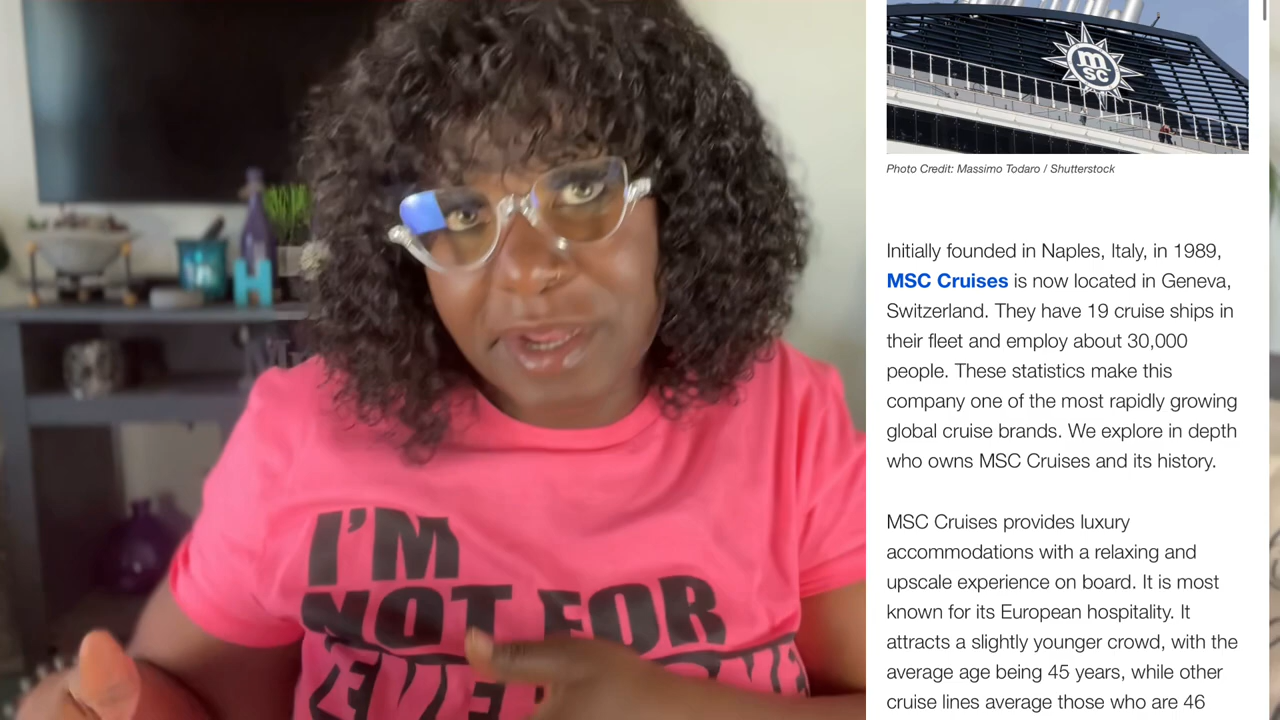 I'M
NOT FOR
EVERYONE
m
sc
Photo Credit: Massimo Todaro / Shutterstock
Initially founded in Naples, Italy, in 1989,
MSC Cruises is now located in Geneva,
Switzerland. They have 19 cruise ships in
their fleet and employ about 30,000
people. These statistics make this
company one of the most rapidly growing
global cruise brands. We explore in depth
who owns MSC Cruises and its history.
MSC Cruises provides luxury
accommodations with a relaxing and
upscale experience on board. It is most
known for its European hospitality. It
attracts a slightly younger crowd, with the
average age being 45 years, while other
cruise lines average those who are 46